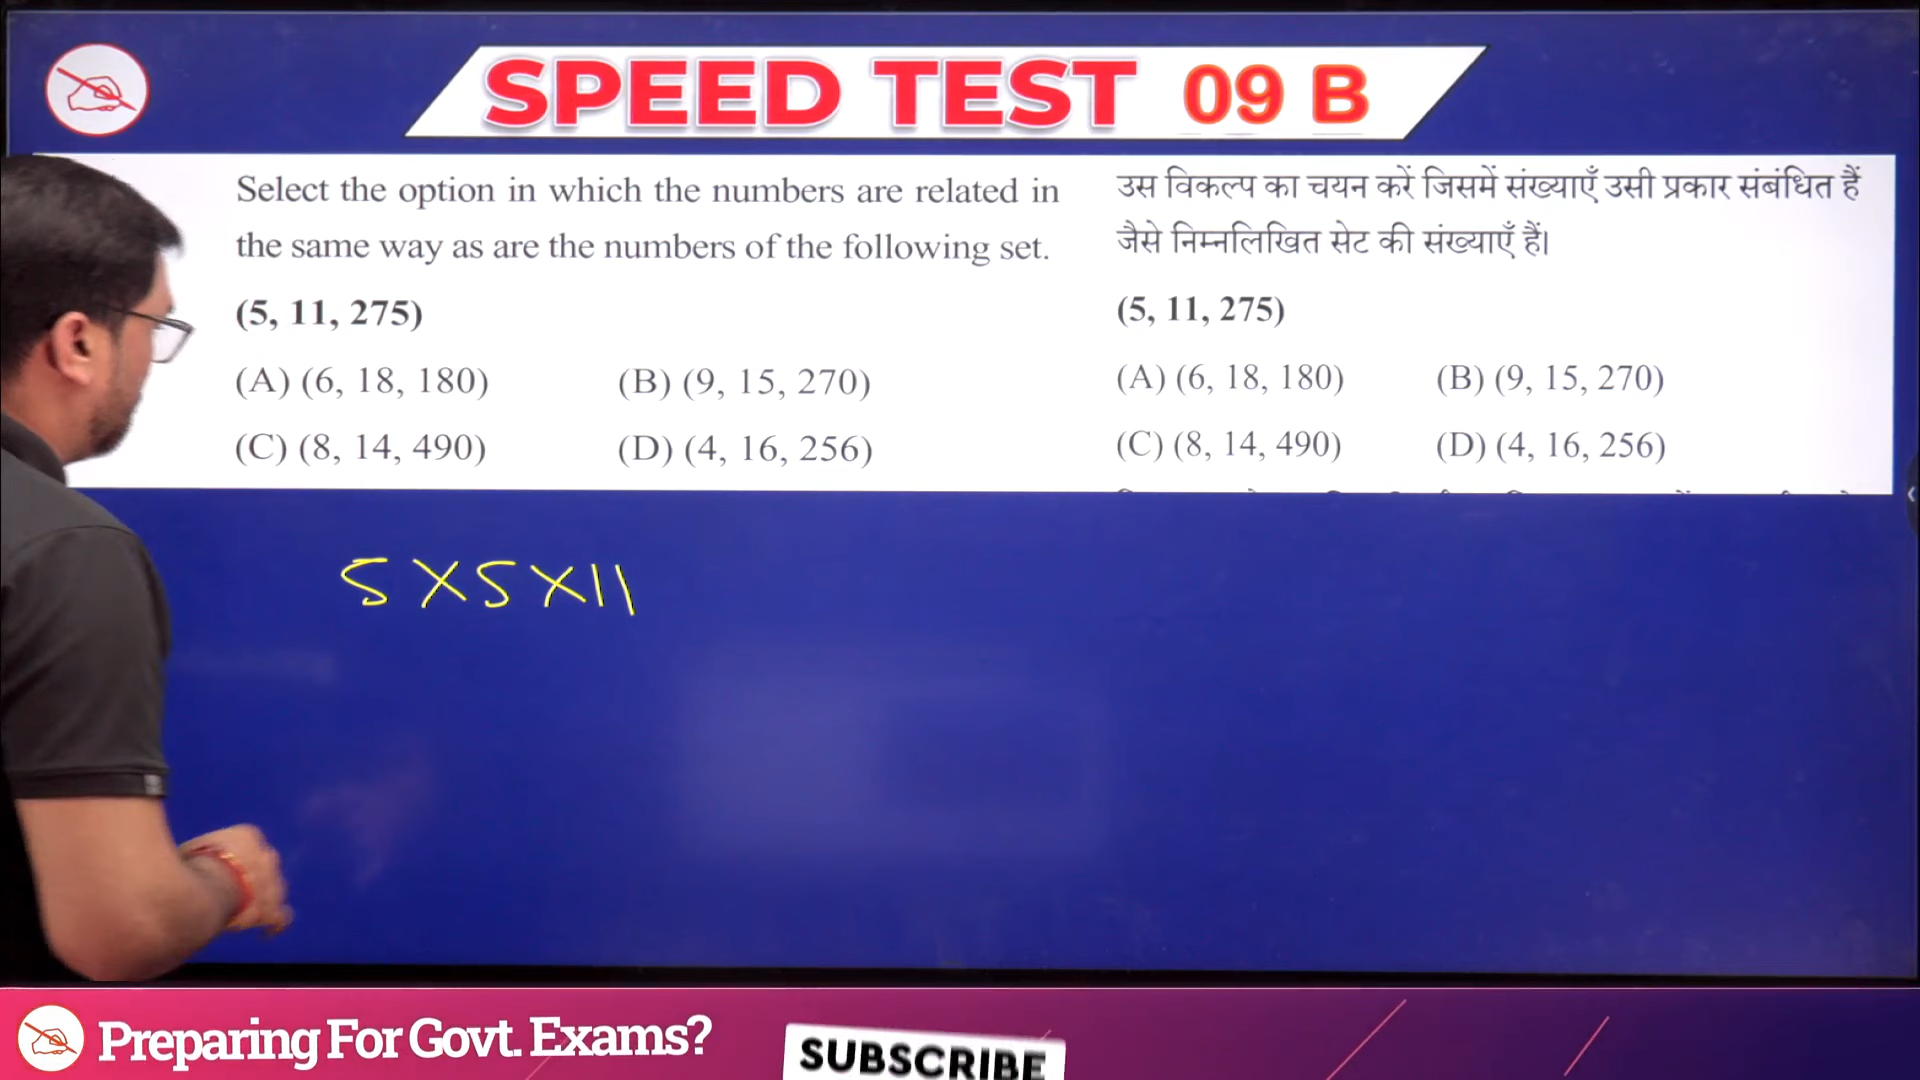 SPEED TEST 09 B
Select the option in which the numbers are related in
the same way as are the numbers of the following set.
(5, 11, 275)
(A) (6, 18, 180) (B) (9, 15, 270)
(C) (8, 14, 490) (D) (4, 16, 256)
उस विकल्प का चयन करें जिसमें संख्याएँ उसी प्रकार संबंधित हैं
जैसे निम्नलिखित सेट की संख्याएँ हैं।
(5, 11, 275)
(A) (6, 18, 180) (B) (9, 15, 270)
(C) (8, 14, 490) (D) (4, 16, 256)
5 X 5 X 11
Preparing For Govt. Exams?
SUBSCRIBE